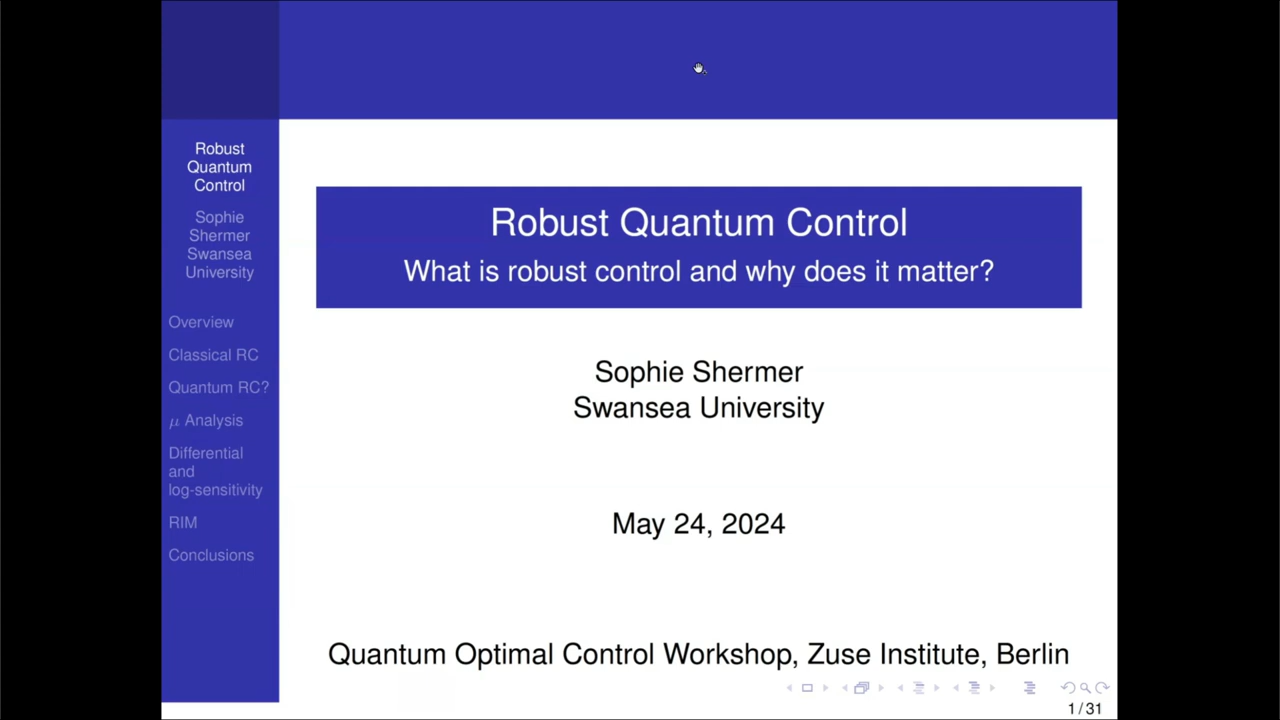 Robust
Quantum
Control
Sophie
Shermer
Swansea
University
Overview
Classical RC
Quantum RC?
μ Analysis
Differential
and
log-sensitivity
RIM
Conclusions
Robust Quantum Control
What is robust control and why does it matter?
Sophie Shermer
Swansea University
May 24, 2024
Quantum Optimal Control Workshop, Zuse Institute, Berlin
1 / 31